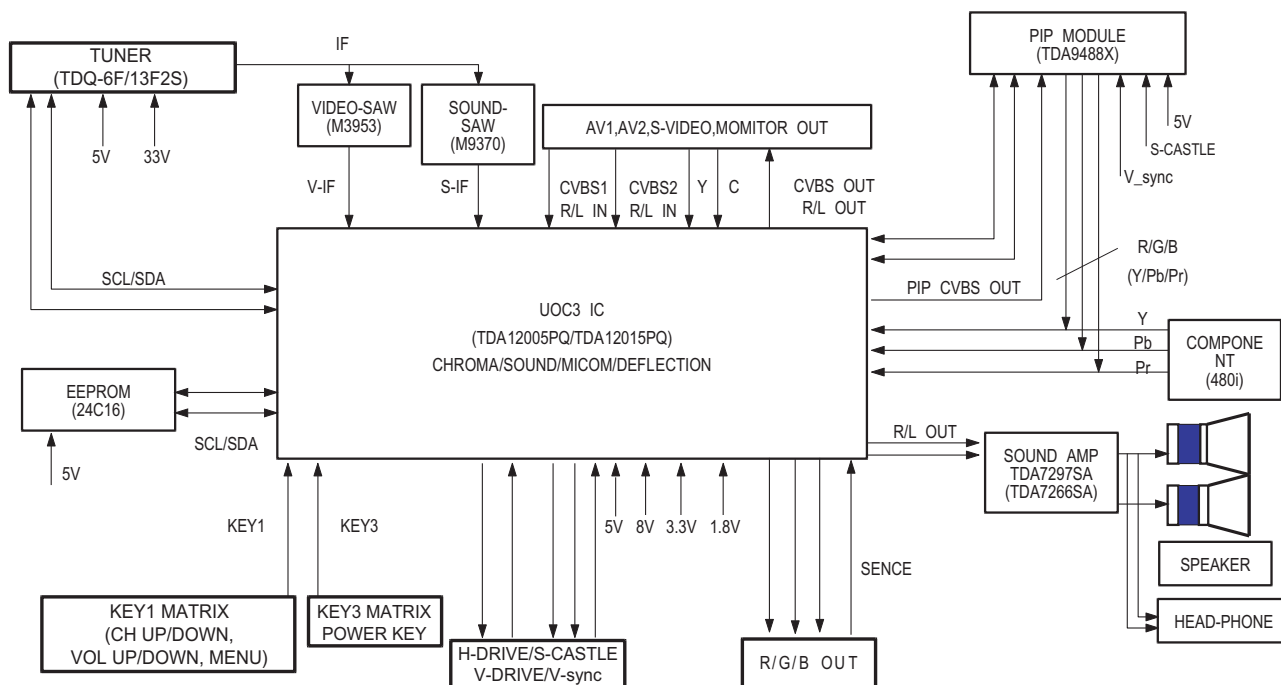 TUNER
(TDQ-6F/13F2S)
IF
PIP MODULE
(TDA9488X)
VIDEO-SAW
(M3953)
SOUND-
SAW
(M9370)
AV1,AV2,S-VIDEO,MOMITOR OUT
5V
33V
5V
S-CASTLE
V_sync
V-IF
S-IF
CVBS1
R/L IN
CVBS2
R/L IN
Y
C
CVBS OUT
R/L OUT
R/G/B
(Y/Pb/Pr)
SCL/SDA
PIP CVBS OUT
UOC3 IC
(TDA12005PQ/TDA12015PQ)
CHROMA/SOUND/MICOM/DEFLECTION
Y
Pb
Pr
COMPONE
NT
(480i)
EEPROM
(24C16)
SCL/SDA
5V
R/L OUT
SOUND AMP
TDA7297SA
(TDA7266SA)
KEY1
KEY3
5V
8V
3.3V
1.8V
SENCE
SPEAKER
HEAD-PHONE
KEY1 MATRIX
(CH UP/DOWN,
VOL UP/DOWN, MENU)
KEY3 MATRIX
POWER KEY
H-DRIVE/S-CASTLE
V-DRIVE/V-sync
R/G/B OUT